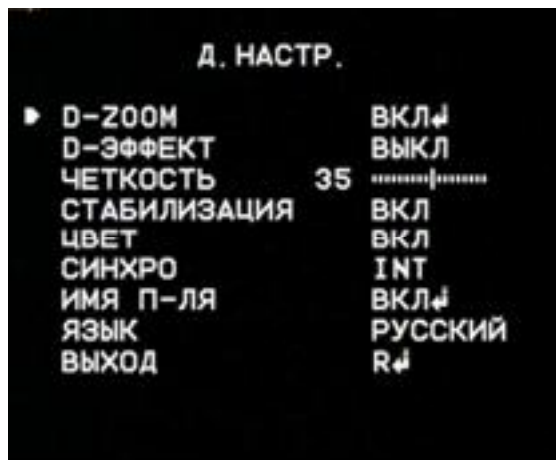 Д. НАСТР.
D-ZOOM ВКЛ↲
D-ЭФФЕКТ ВЫКЛ
ЧЕТКОСТЬ 35
СТАБИЛИЗАЦИЯ ВКЛ
ЦВЕТ ВКЛ
СИНХРО INT
ИМЯ П-ЛЯ ВКЛ↲
ЯЗЫК РУССКИЙ
ВЫХОД R↲